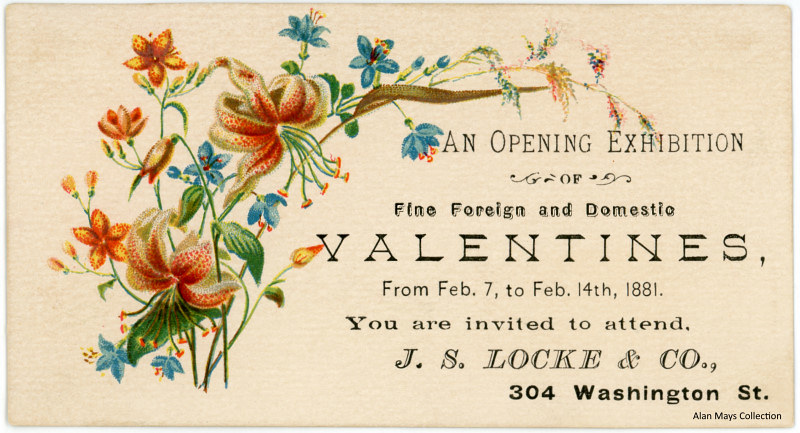 An Opening Exhibition
OF
Fine Foreign and Domestic
VALENTINES,
From Feb. 7, to Feb. 14th, 1881.
You are invited to attend,
J. S. LOCKE & CO.,
304 Washington St.
Alan Mays Collection